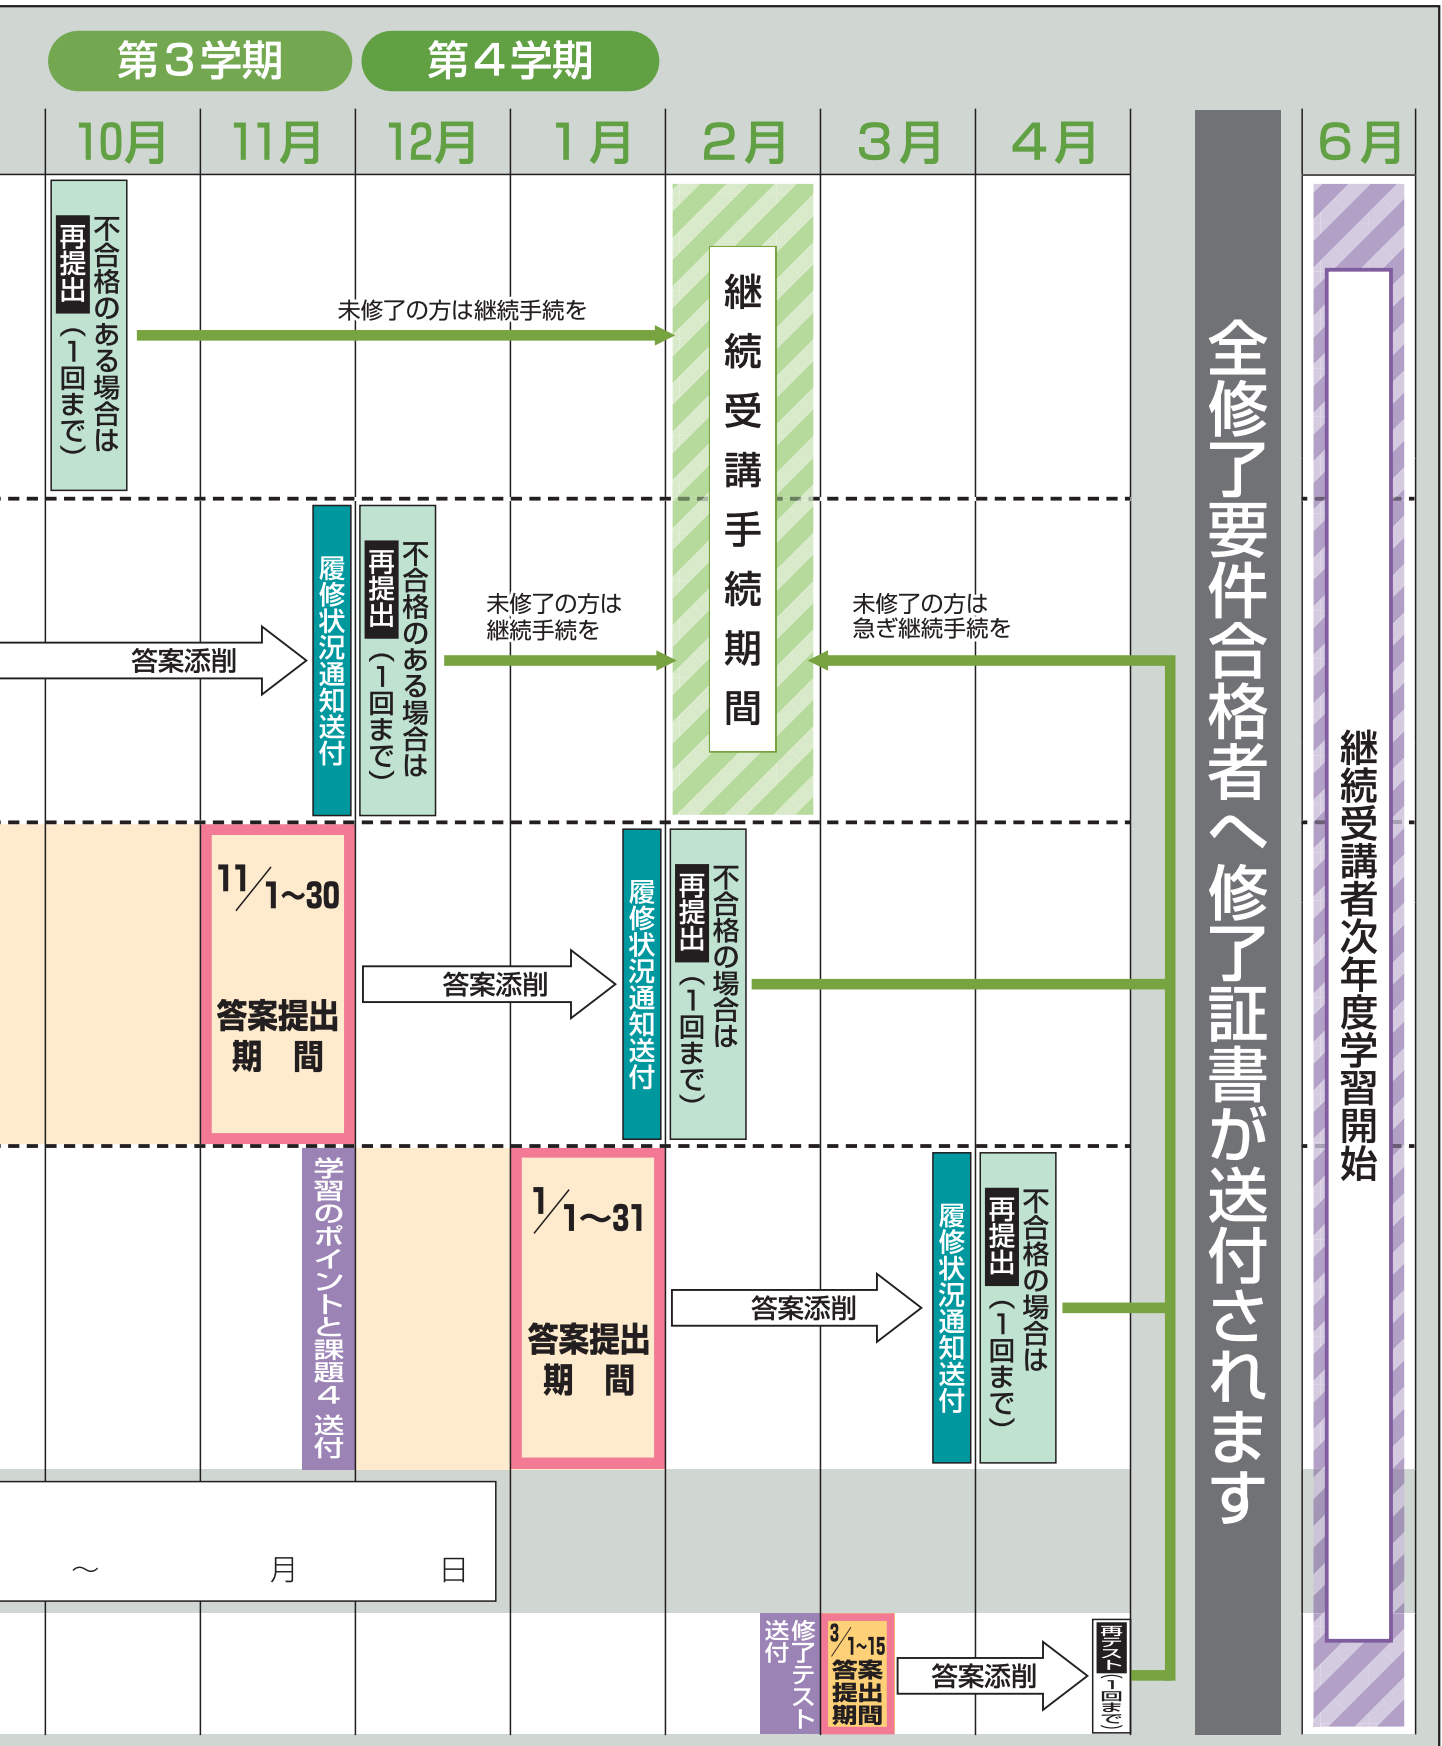 第3学期
第4学期
10月
11月
12月
1月
2月
3月
4月
6月
不合格のある場合は
再提出(1回まで)
未修了の方は継続手続を
継続受講手続期間
答案添削
履修状況通知送付
不合格のある場合は
再提出(1回まで)
未修了の方は
継続手続を
未修了の方は
急ぎ継続手続を
11/1~30
答案提出
期 間
答案添削
履修状況通知送付
不合格の場合は
再提出(1回まで)
学習のポイントと課題4 送付
1/1~31
答案提出
期 間
答案添削
履修状況通知送付
不合格の場合は
再提出(1回まで)
~ 月 日
修了テスト
送付
3/1~15
答案
提出
期間
答案添削
再テスト(1回まで)
全修了要件合格者へ修了証書が送付されます
継続受講者次年度学習開始